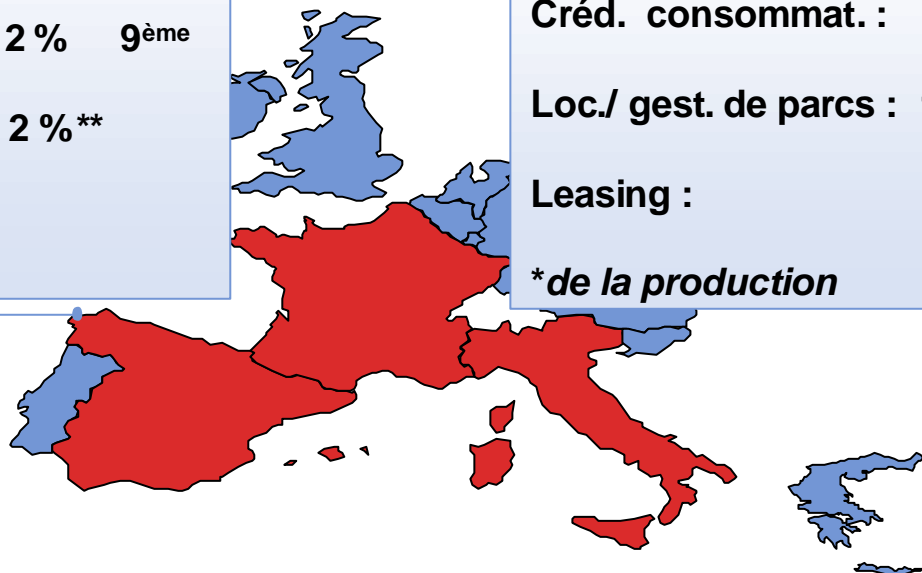 2 % 9ème
2 %**
Créd. consommat. :
Loc./ gest. de parcs :
Leasing :
*de la production